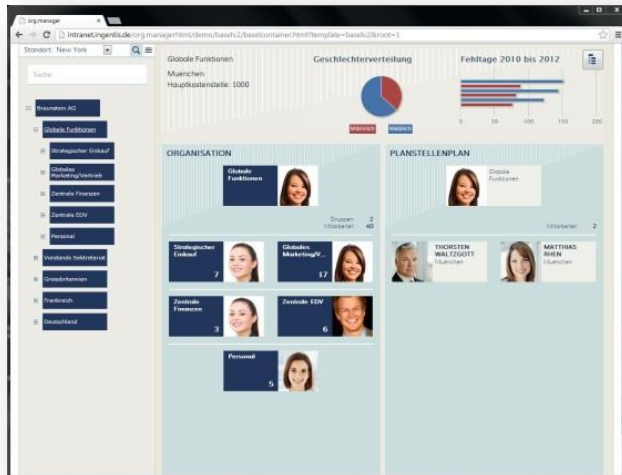 org.manager
intranet.ingentis.de/org.managerhtml/demo/baselv2/baselcontainer.html?template=baselv2&root=1
Standort: New York
Suche
Braunstein AG
Globale Funktionen
Strategischer Einkauf
Globales
Marketing/Vertrieb
Zentrale Finanzen
Zentrale EDV
Personal
Vorstands Sekretariat
Grossbritannien
Frankreich
Deutschland
Globale Funktionen
Muenchen
Hauptkostenstelle: 1000
Geschlechterverteilung
Männlich
Weiblich
Fehltage 2010 bis 2012
0 50 100 150 200
ORGANISATION
Globale
Funktionen
Gruppen 2
Mitarbeiter 40
Strategischer
Einkauf
7
Globales
Marketing/V...
17
Zentrale
Finanzen
3
Zentrale EDV
6
Personal
5
PLANSTELLENPLAN
Globale
Funktionen
Mitarbeiter 2
THORSTEN
WALTZGOTT
Muenchen
MATTHIAS
RHEN
Muenchen